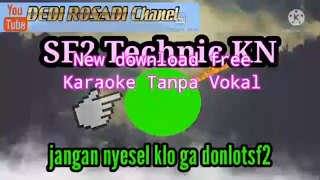 You
Tube
DEDI ROSADI Chanel
SF2 Technic KN
New download free
Karaoke Tanpa Vokal
jangan nyesel klo ga donlotsf2